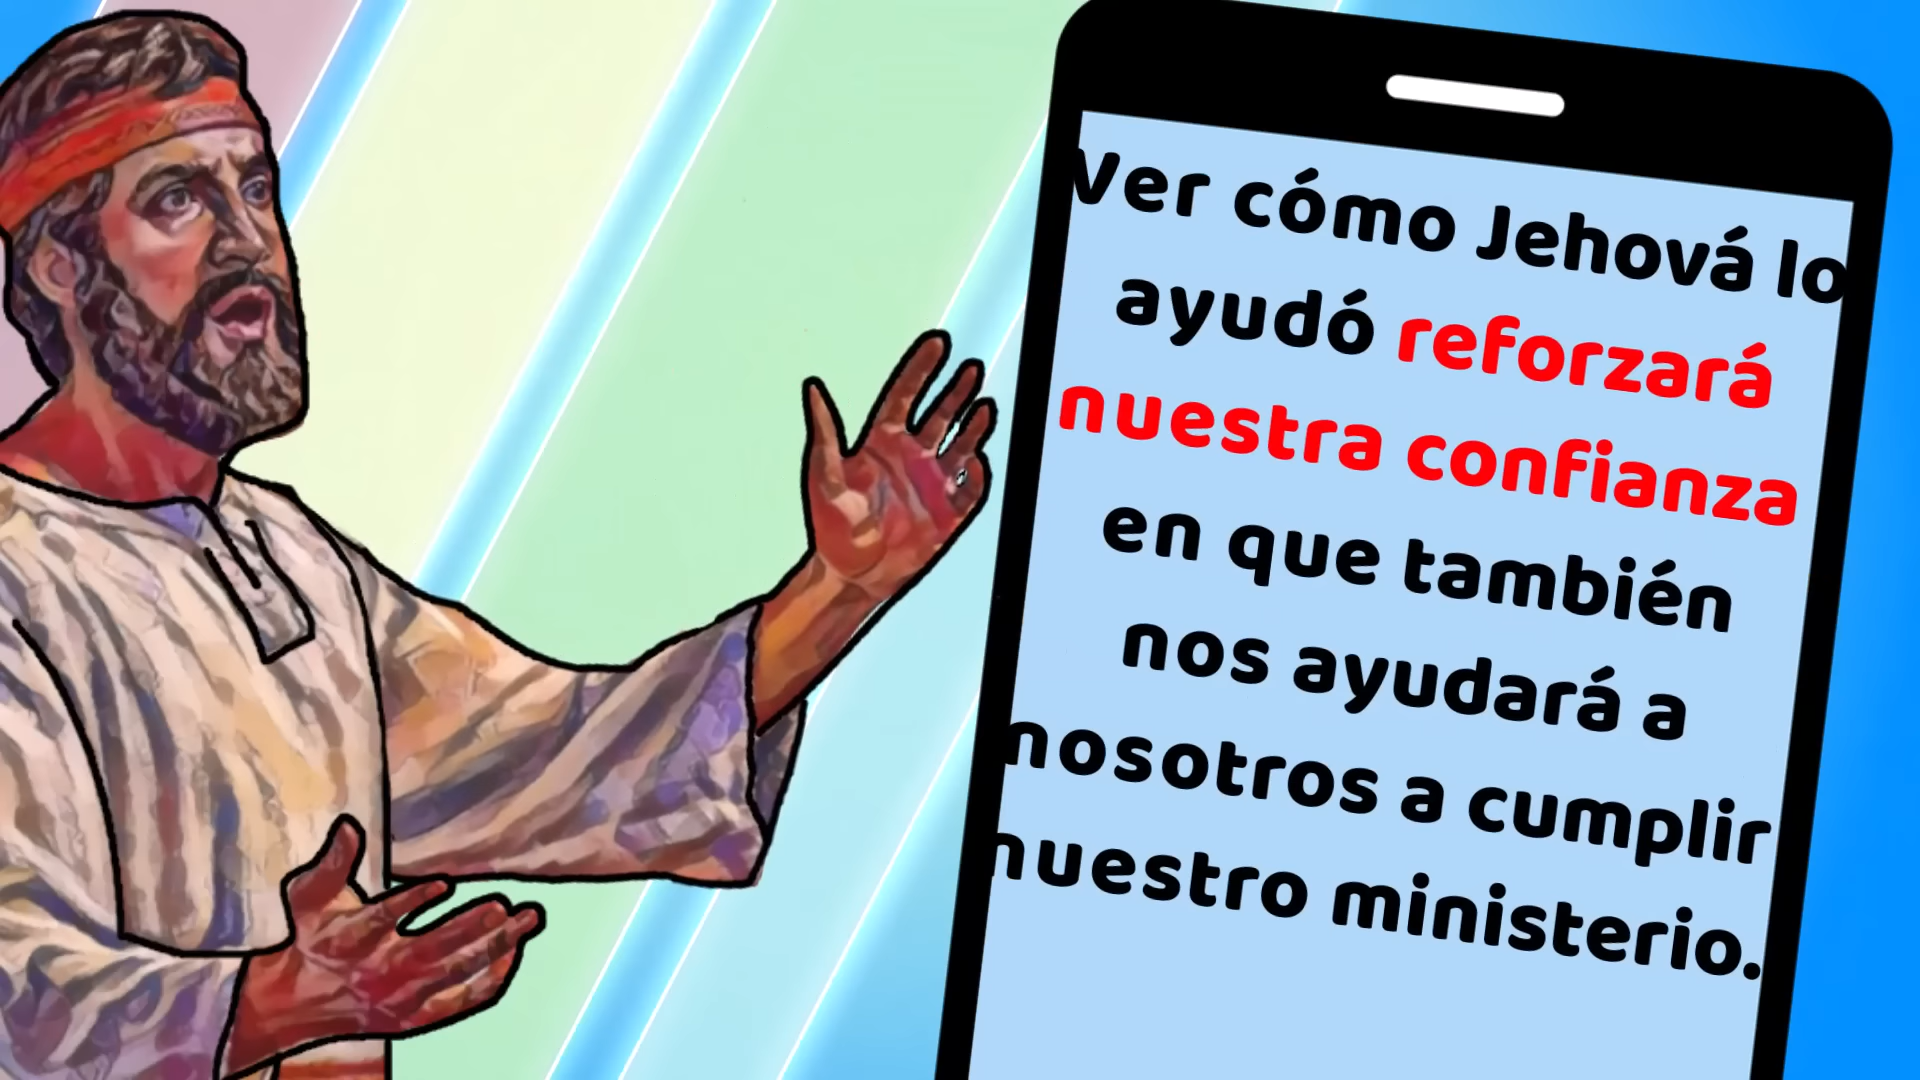 Ver cómo Jehová lo
ayudó reforzará
nuestra confianza
en que también
nos ayudará a
nosotros a cumplir
nuestro ministerio.